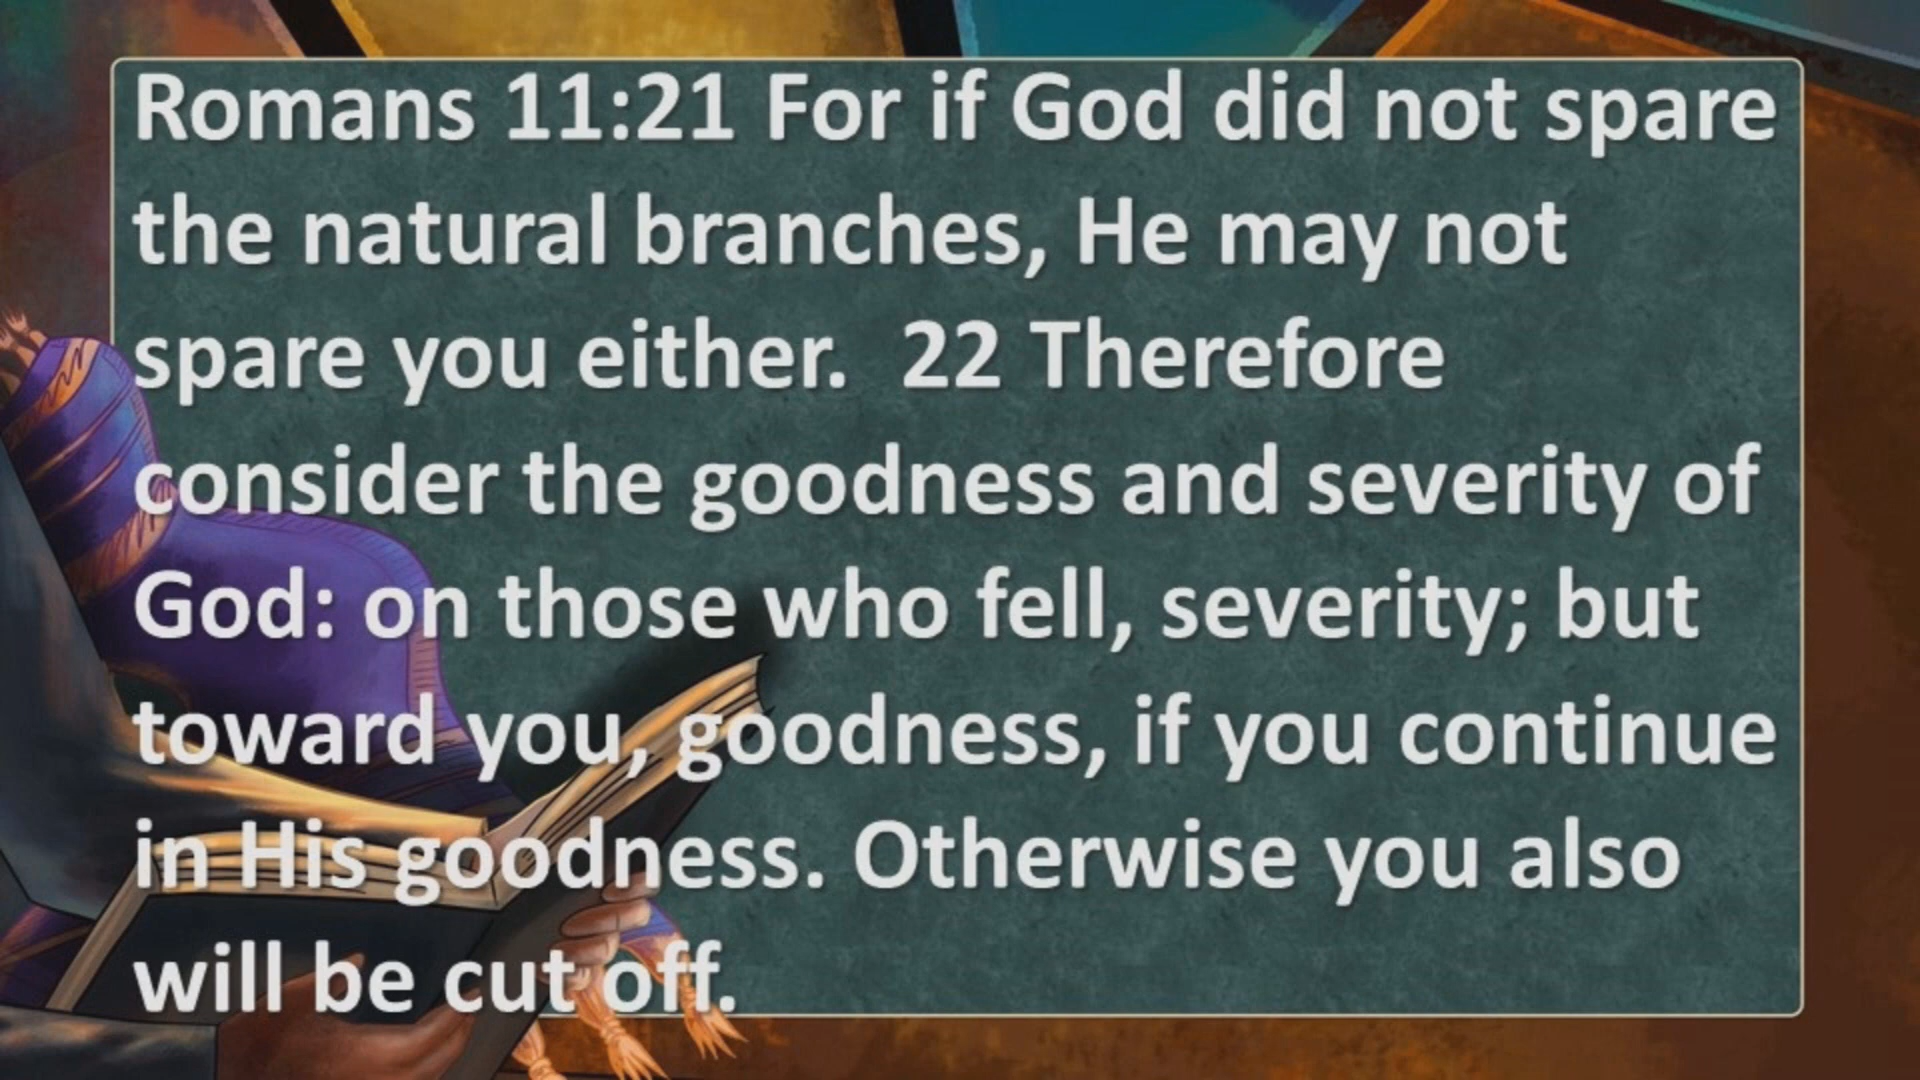 Romans 11:21 For if God did not spare
the natural branches, He may not
spare you either.  22 Therefore
consider the goodness and severity of
God: on those who fell, severity; but
toward you, goodness, if you continue
in His goodness. Otherwise you also
will be cut off.